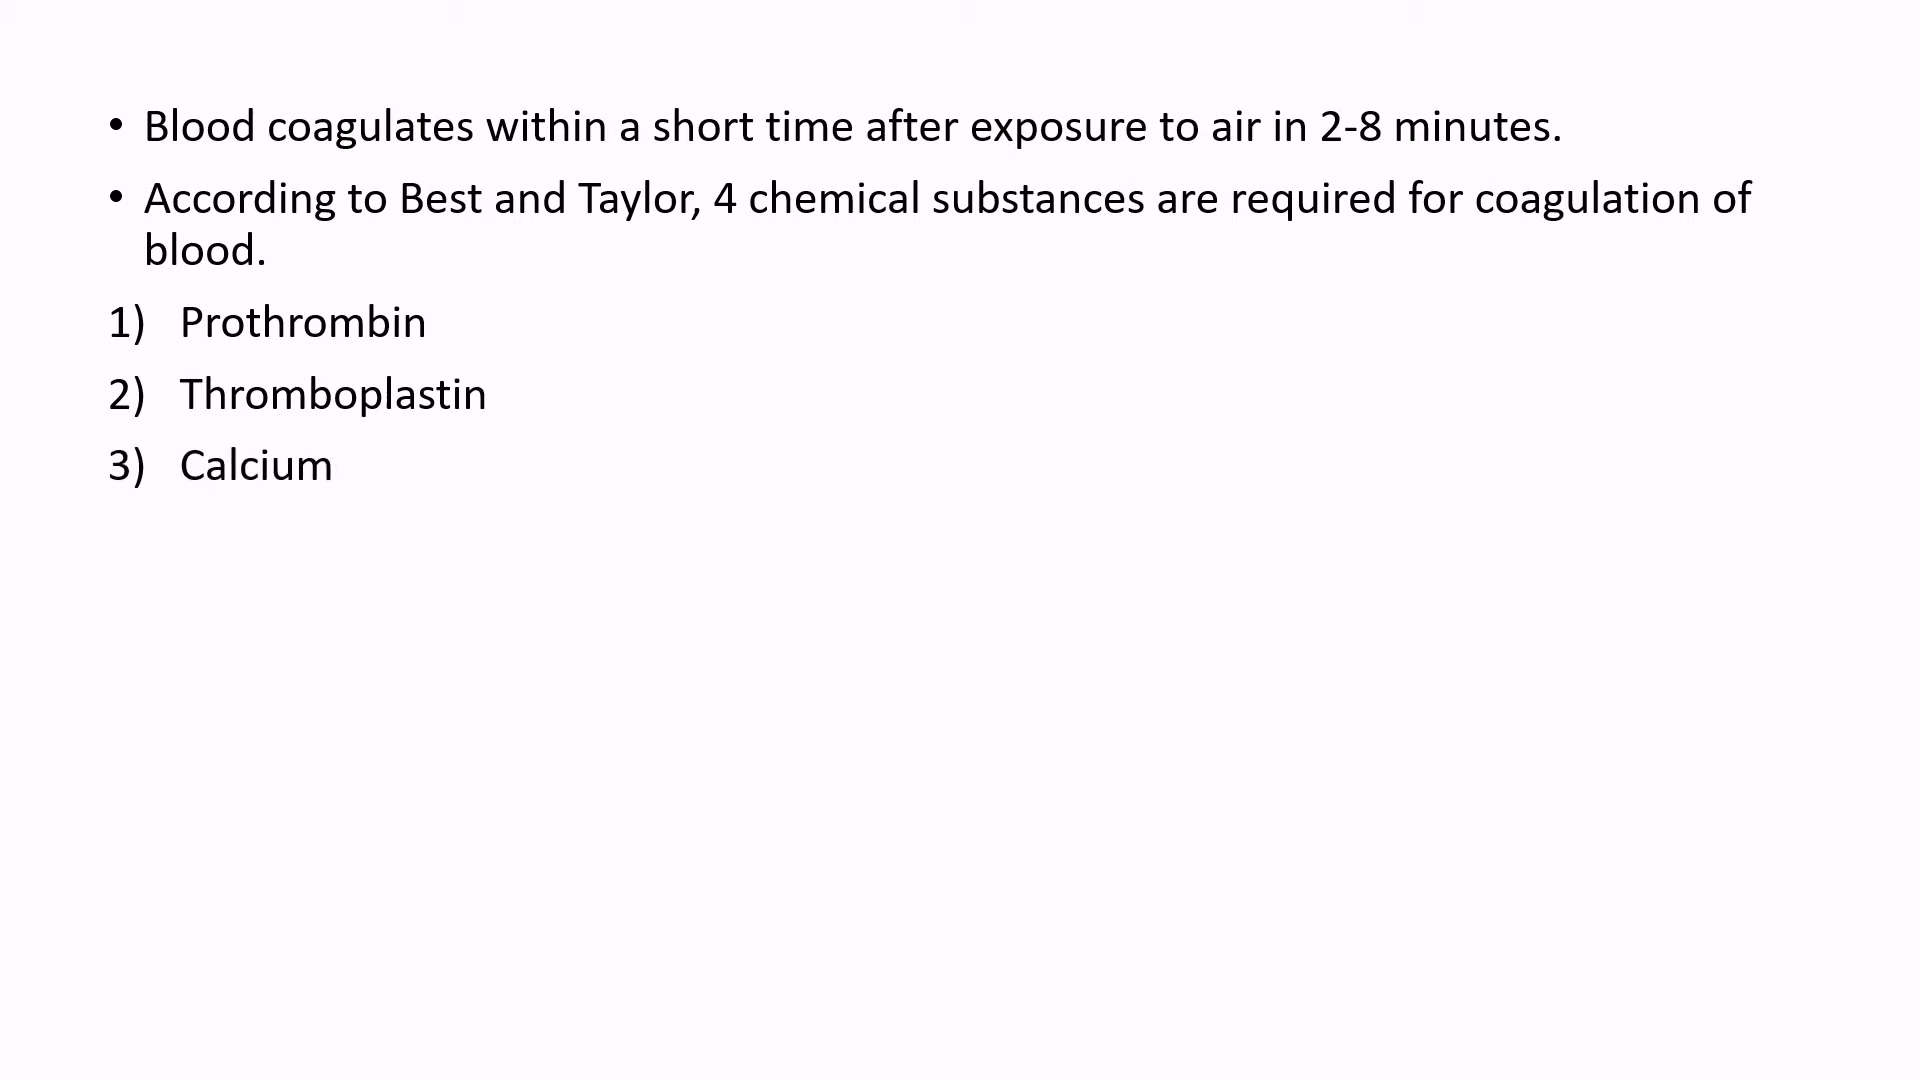 • Blood coagulates within a short time after exposure to air in 2-8 minutes.
• According to Best and Taylor, 4 chemical substances are required for coagulation of
blood.
1) Prothrombin
2) Thromboplastin
3) Calcium